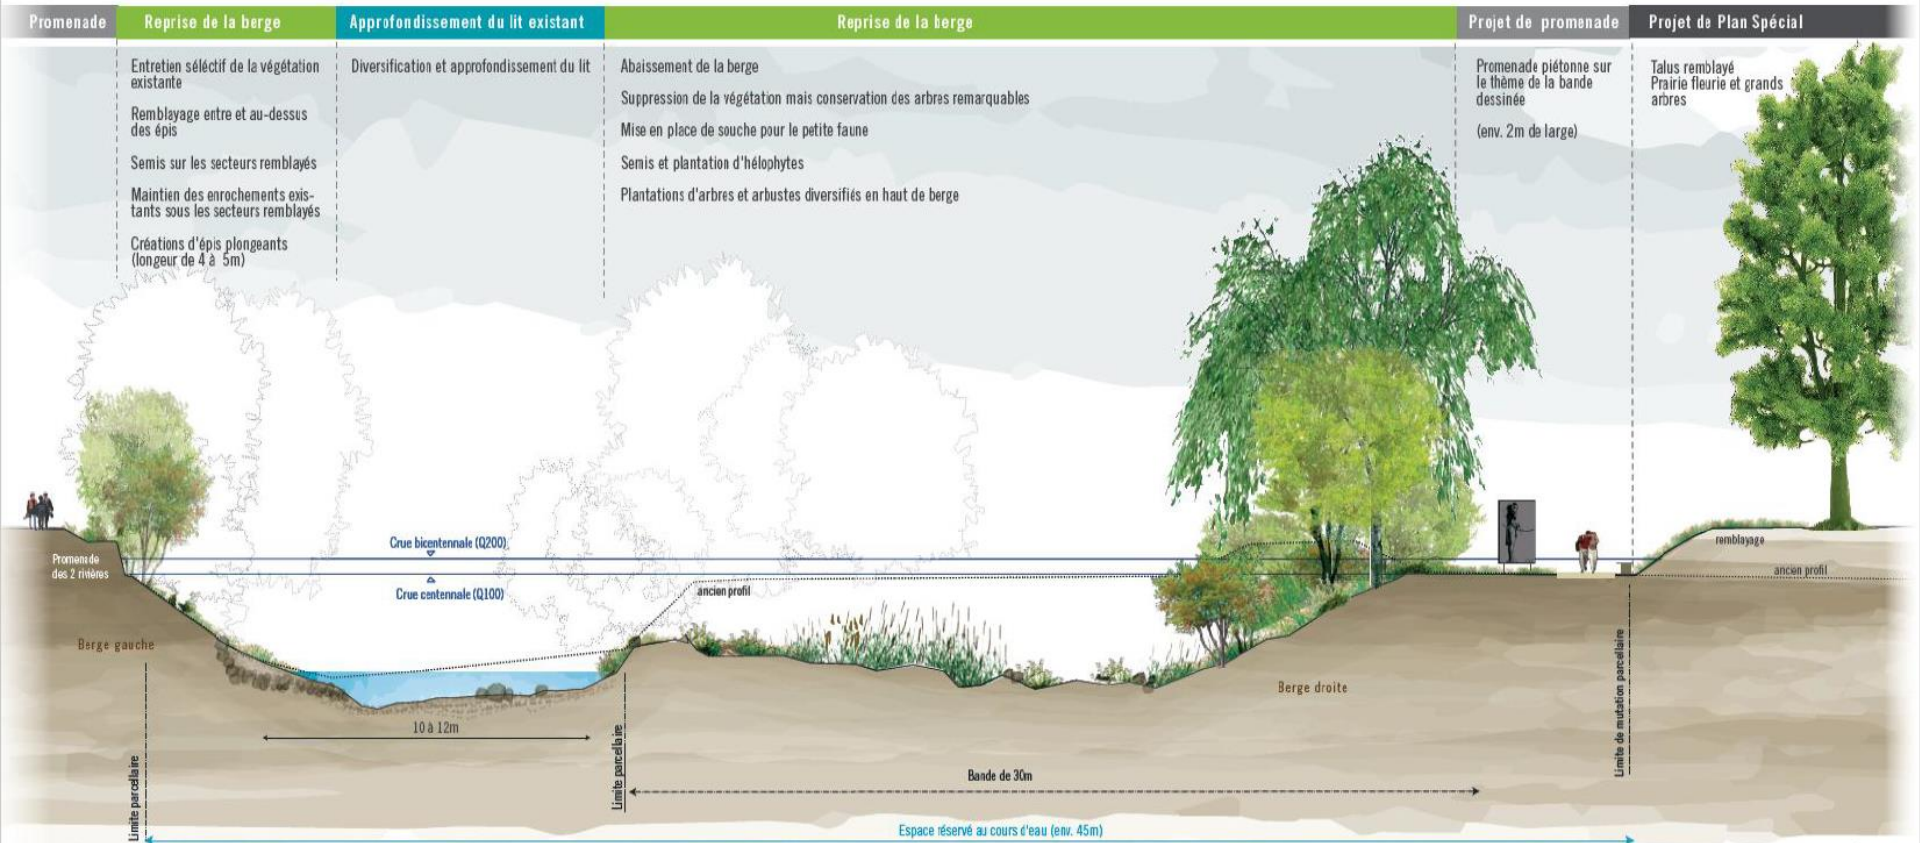 Promenade
Reprise de la berge
Approfondissement du lit existant
Reprise de la berge
Projet de promenade
Projet de Plan Spécial
Entretien séléctif de la végétation
existante
Remblayage entre et au-dessus
des épis
Semis sur les secteurs remblayés
Maintien des enrochements exis-
tants sous les secteurs remblayés
Créations d'épis plongeants
(longeur de 4 à 5m)
Diversification et approfondissement du lit
Abaissement de la berge
Suppression de la végétation mais conservation des arbres remarquables
Mise en place de souche pour le petite faune
Semis et plantation d'hélophytes
Plantations d'arbres et arbustes diversifiés en haut de berge
Promenade piétonne sur
le thème de la bande
dessinée
(env. 2m de large)
Talus remblayé
Prairie fleurie et grands
arbres
Crue bicentennale (Q200)
Crue centennale (Q100)
Promenade
des 2 rivières
ancien profil
remblayage
ancien profil
Berge gauche
Berge droite
10 à 12m
Limite parcellaire
Limite parcellaire
Limite de mutation parcellaire
Bande de 30m
Espace réservé au cours d'eau (env. 45m)